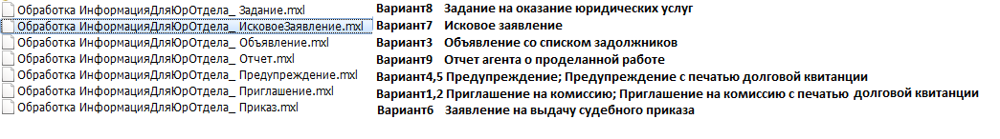 Обработка ИнформацияДляЮрОтдела_ Задание.mxl Вариант8 Задание на оказание юридических услуг
Обработка ИнформацияДляЮрОтдела_ ИсковоеЗаявление.mxl Вариант7 Исковое заявление
Обработка ИнформацияДляЮрОтдела_ Объявление.mxl Вариант3 Объявление со списком задолжников
Обработка ИнформацияДляЮрОтдела_ Отчет.mxl Вариант9 Отчет агента о проделанной работе
Обработка ИнформацияДляЮрОтдела_ Предупреждение.mxl Вариант4,5 Предупреждение; Предупреждение с печатью долговой квитанции
Обработка ИнформацияДляЮрОтдела_ Приглашение.mxl Вариант1,2 Приглашение на комиссию; Приглашение на комиссию с печатью долговой квитанции
Обработка ИнформацияДляЮрОтдела_ Приказ.mxl Вариант6 Заявление на выдачу судебного приказа